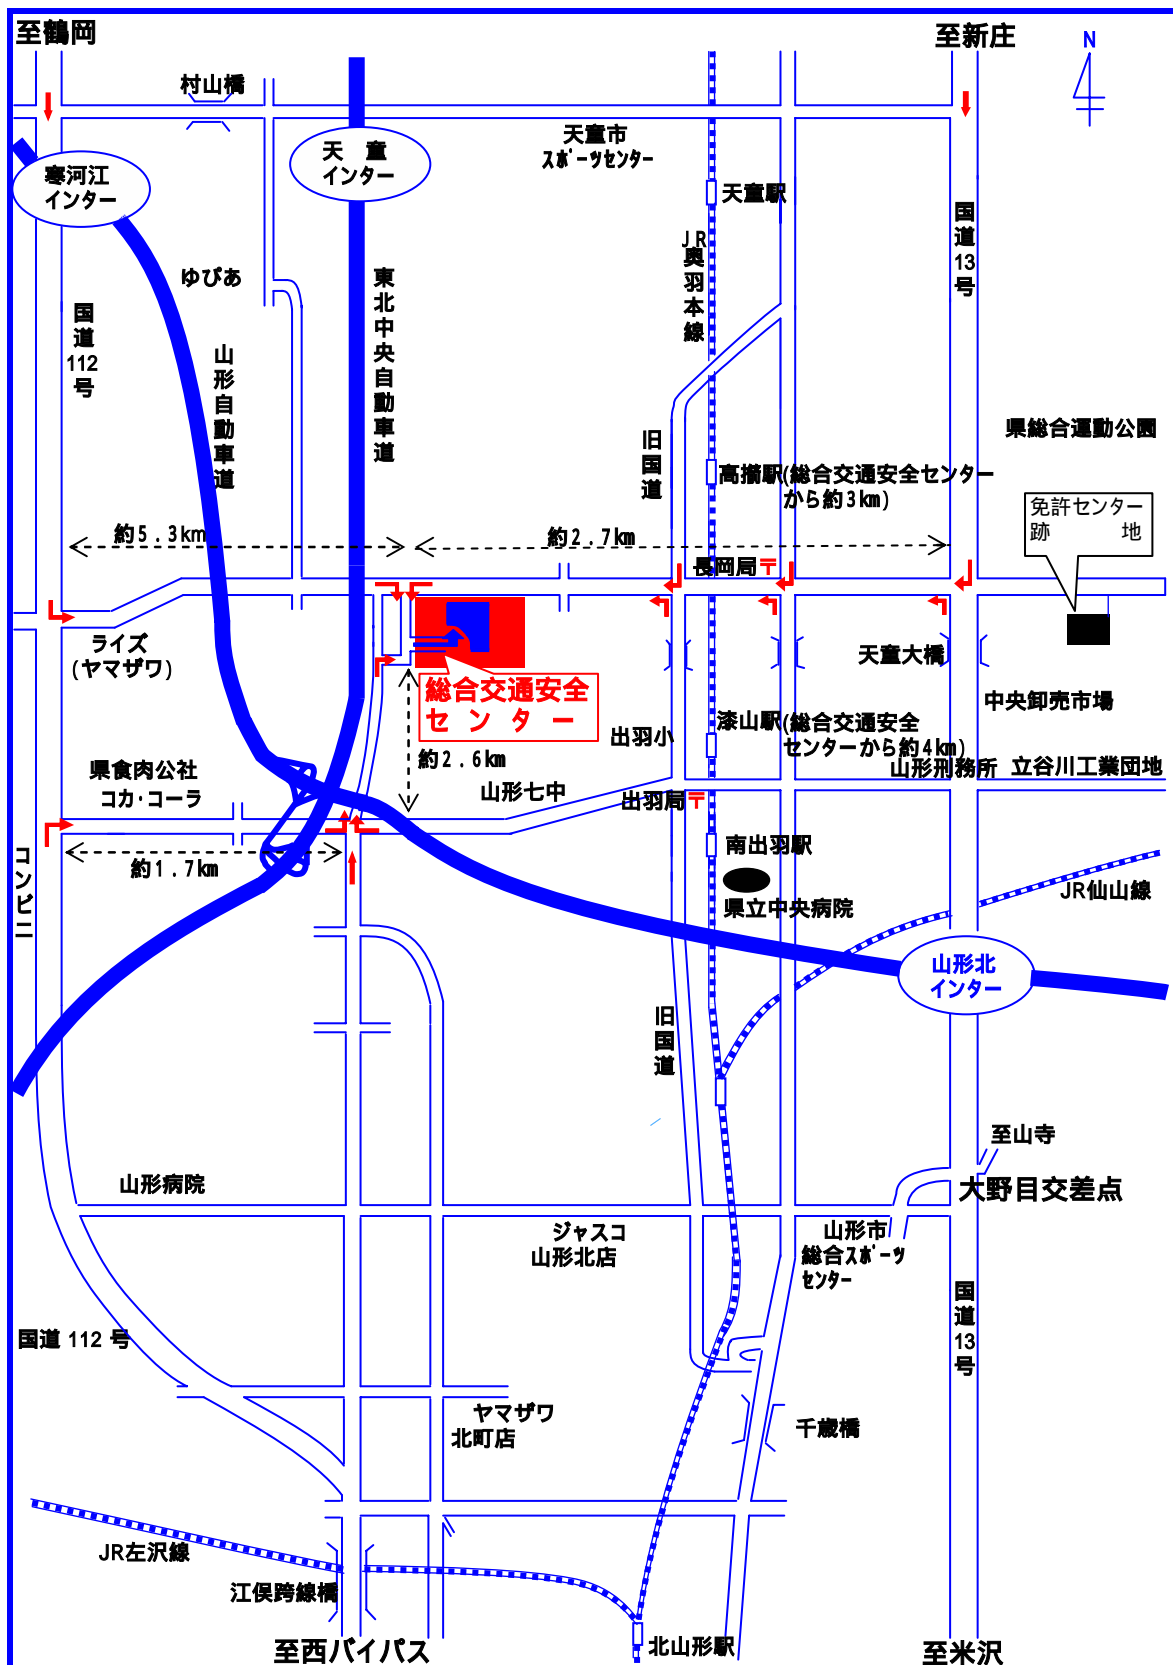 至鶴岡
至新庄
N
村山橋
天童市
スポーツセンター
天　童
インター
寒河江
インター
天童駅
国道13号
JR奥羽本線
ゆぴあ
東北中央自動車道
国道112号
山形自動車道
県総合運動公園
旧国道
高擶駅(総合交通安全センター
から約3km)
免許センター
跡　　　地
約5.3km
約2.7km
長岡局〒
ライズ
(ヤマザワ)
天童大橋
総合交通安全
センター
中央卸売市場
出羽小
漆山駅(総合交通安全
センターから約4km)
約2.6km
県食肉公社
コカ・コーラ
山形刑務所
立谷川工業団地
山形七中
出羽局〒
南出羽駅
コンビニ
約1.7km
JR仙山線
県立中央病院
山形北
インター
旧国道
至山寺
山形病院
大野目交差点
ジャスコ
山形北店
山形市
総合スポーツ
センター
国道13号
国道112号
ヤマザワ
北町店
千歳橋
JR左沢線
江俣跨線橋
北山形駅
至西バイパス
至米沢